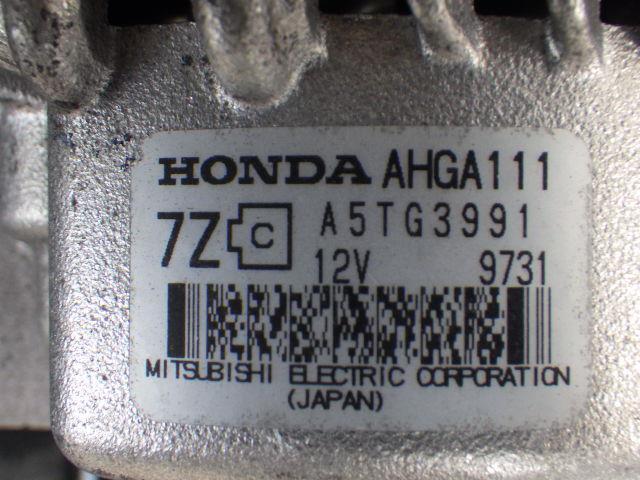 HONDA AHGA111
7Z C A5TG3991
12V 9731
MITSUBISHI ELECTRIC CORPORATION
(JAPAN)